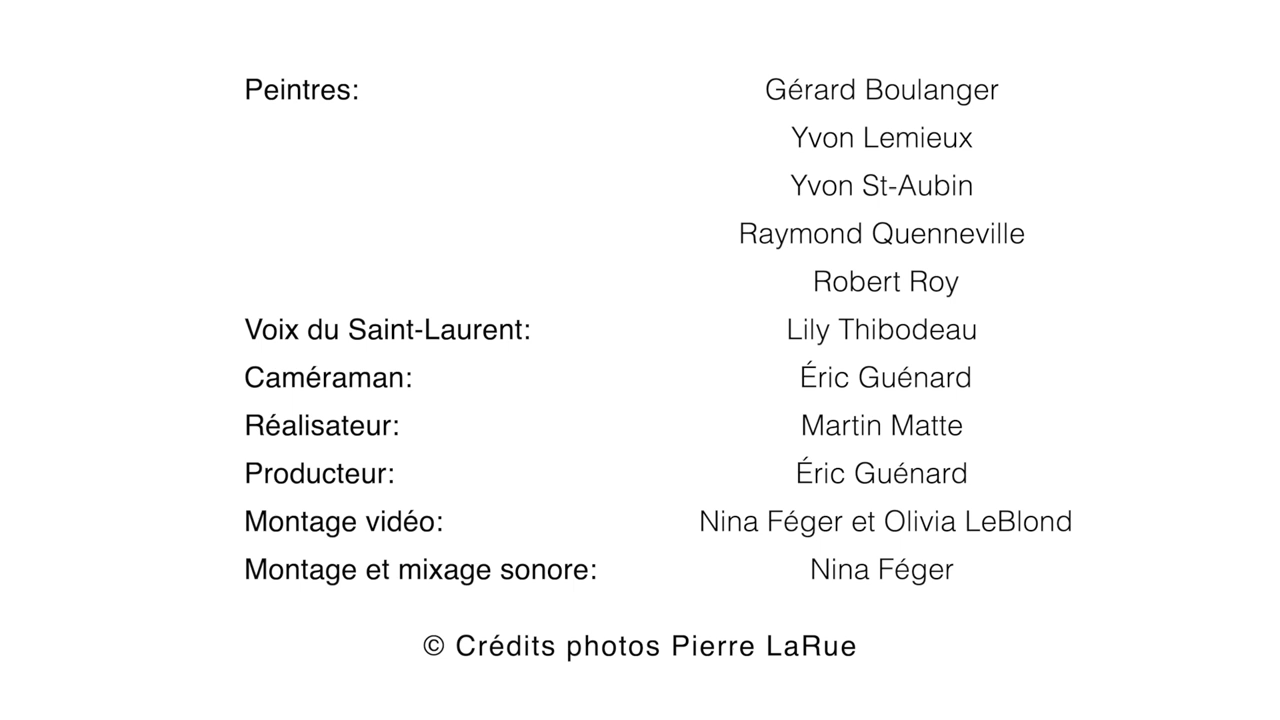 Peintres: Gérard Boulanger
Yvon Lemieux
Yvon St-Aubin
Raymond Quenneville
Robert Roy
Voix du Saint-Laurent: Lily Thibodeau
Caméraman: Éric Guénard
Réalisateur: Martin Matte
Producteur: Éric Guénard
Montage vidéo: Nina Féger et Olivia LeBlond
Montage et mixage sonore: Nina Féger
© Crédits photos Pierre LaRue